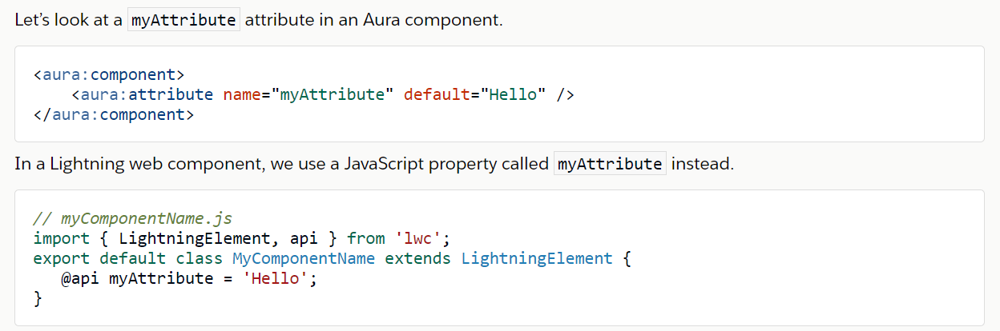 Let’s look at a myAttribute attribute in an Aura component.
<aura:component>
    <aura:attribute name="myAttribute" default="Hello" />
</aura:component>
In a Lightning web component, we use a JavaScript property called myAttribute instead.
// myComponentName.js
import { LightningElement, api } from 'lwc';
export default class MyComponentName extends LightningElement {
   @api myAttribute = 'Hello';
}